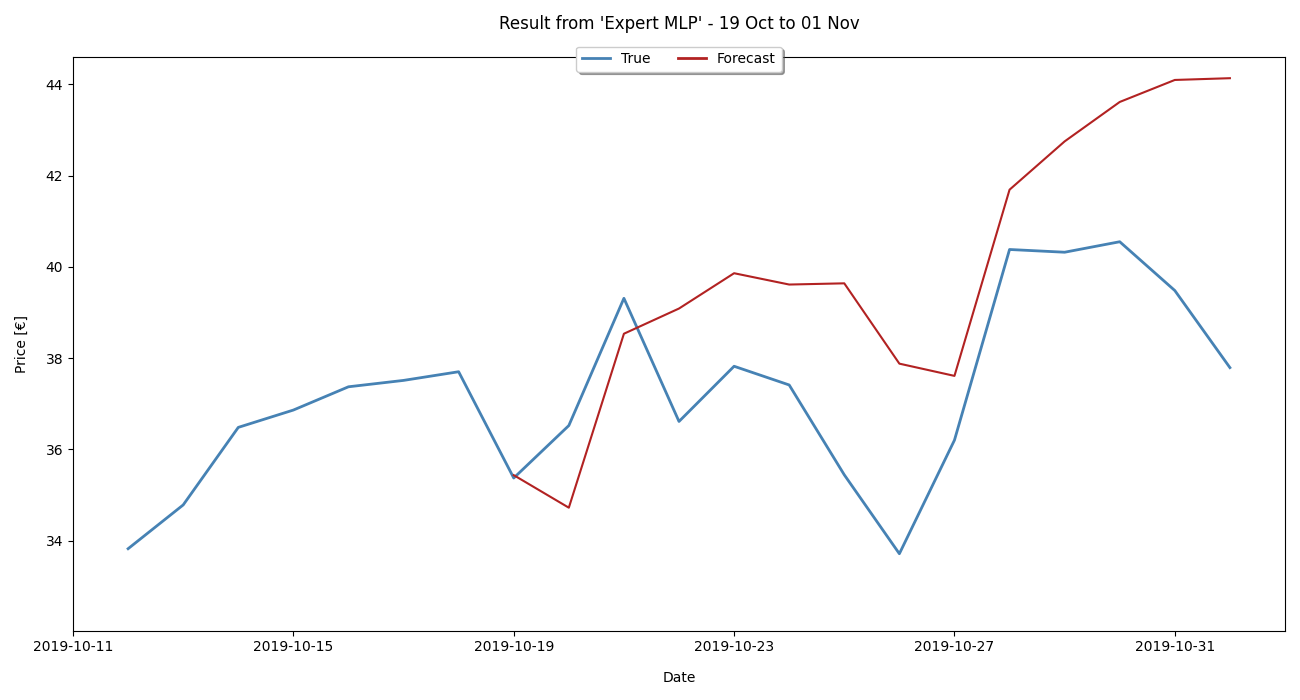 Result from 'Expert MLP' - 19 Oct to 01 Nov
True Forecast
44
42
40
38
36
34
Price [€]
2019-10-11 2019-10-15 2019-10-19 2019-10-23 2019-10-27 2019-10-31
Date